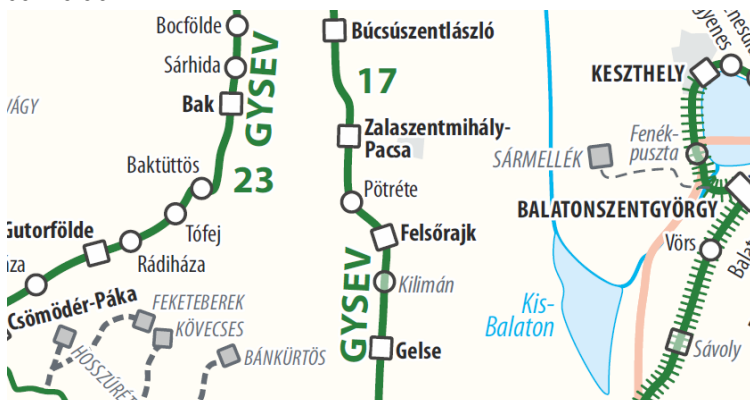 Bocfölde
Sárhida
Bak
GYSEV
23
Baktüttös
Tófej
Rádiháza
Gutorfölde
Csömödér-Páka
FEKETEBEREK
KÖVECSES
HOSSZÚRÉT
BÁNKÜRTÖS
Búcsúszentlászló
17
Zalaszentmihály-
Pacsa
Pötréte
Felsőrajk
GYSEV
Kilimán
Gelse
KESZTHELY
Fenék-
puszta
SÁRMELLÉK
BALATONSZENTGYÖRGY
Vörs
Kis-
Balaton
Sávoly